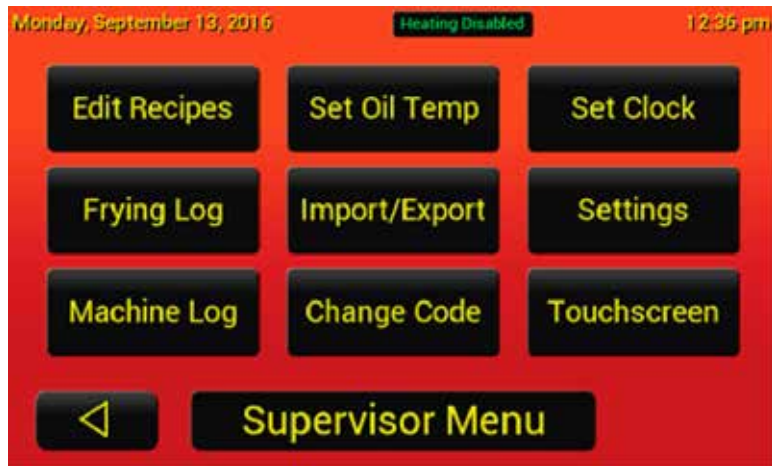 Monday, September 13, 2016 Heating Disabled 12:36 pm
Edit Recipes Set Oil Temp Set Clock
Frying Log Import/Export Settings
Machine Log Change Code Touchscreen
Supervisor Menu